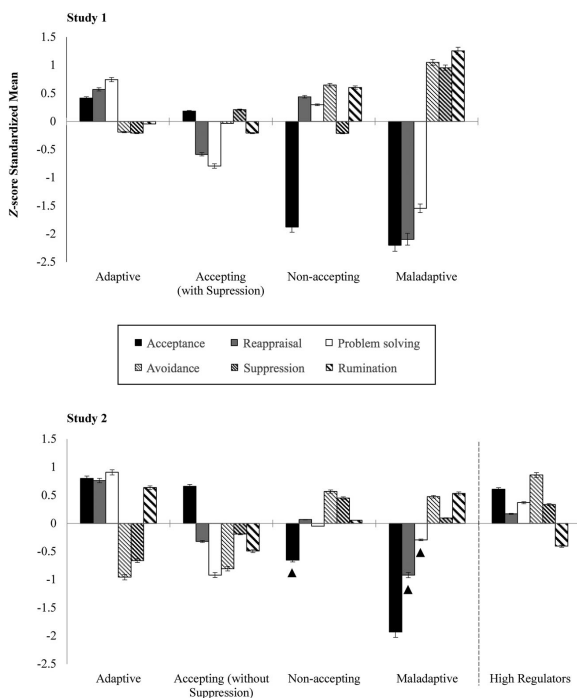 Study 1
Z-score Standardized Mean
1.5
1
0.5
0
-0.5
-1
-1.5
-2
-2.5
Adaptive
Accepting
(with Supression)
Non-accepting
Maladaptive
Acceptance
Reappraisal
Problem solving
Avoidance
Suppression
Rumination
Study 2
1.5
1
0.5
0
-0.5
-1
-1.5
-2
-2.5
Adaptive
Accepting (without
Suppression)
Non-accepting
Maladaptive
High Regulators